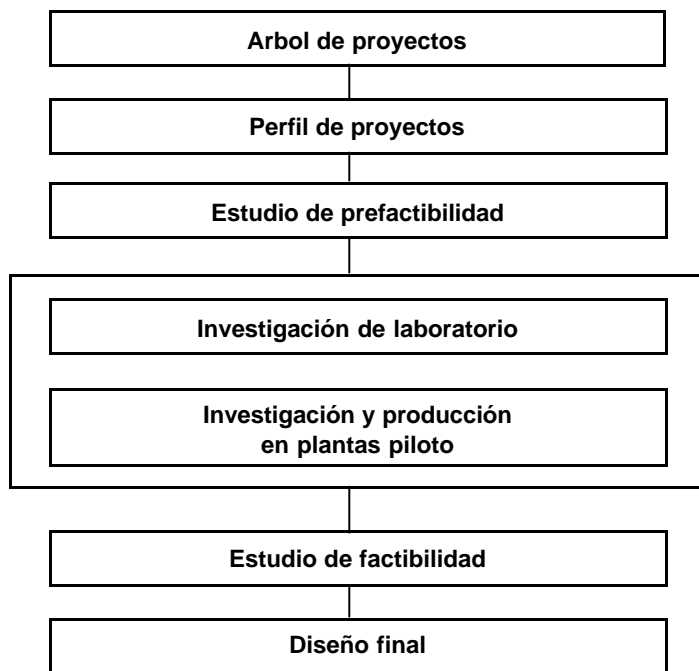 Arbol de proyectos
Perfil de proyectos
Estudio de prefactibilidad
Investigación de laboratorio
Investigación y producción
en plantas piloto
Estudio de factibilidad
Diseño final